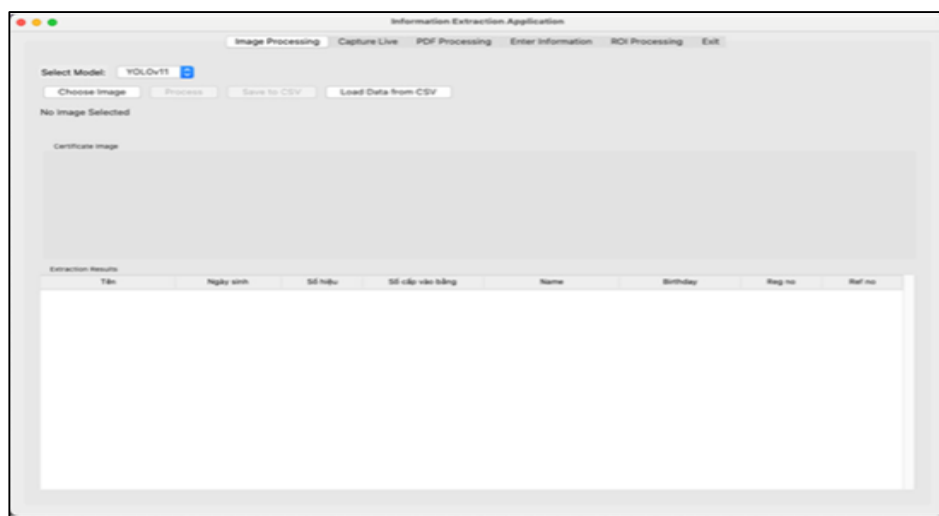 Information Extraction Application
Image Processing Capture Live PDF Processing Enter Information ROI Processing Exit
Select Model: YOLOv11
Choose Image Process Save to CSV Load Data from CSV
No Image Selected
Certificate Image
Extraction Results
Tên Ngày sinh Số hiệu Số cấp vào bằng Name Birthday Reg no Ref no